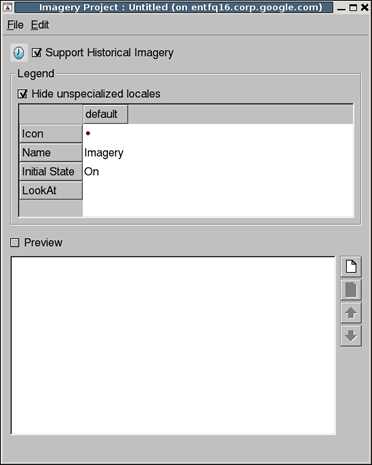 Imagery Project : Untitled (on entfq16.corp.google.com)
File Edit
Support Historical Imagery
Legend
Hide unspecialized locales
default
Icon
Name Imagery
Initial State On
LookAt
Preview